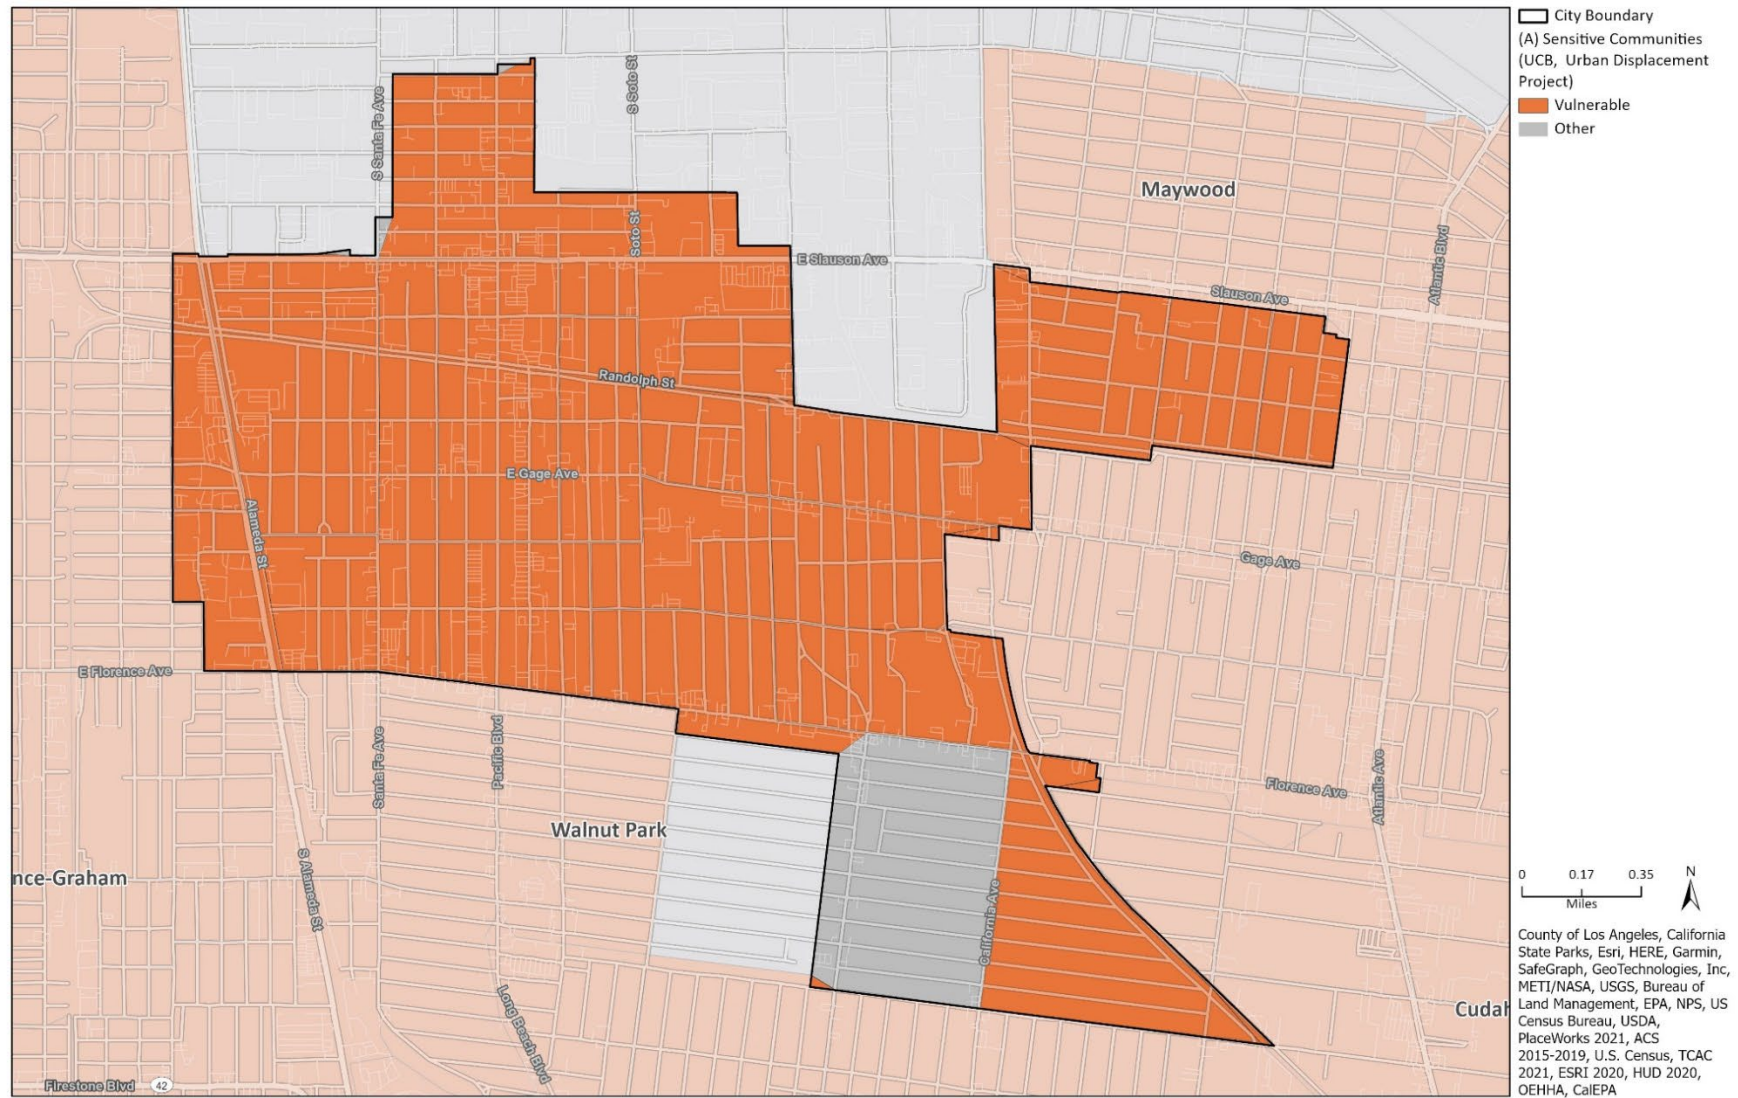 City Boundary
(A) Sensitive Communities
(UCB, Urban Displacement
Project)
Vulnerable
Other
S Santa Fe Ave
S Soto St
Maywood
Soto St
Atlantic Blvd
E Slauson Ave
Slauson Ave
Randolph St
E Gage Ave
Alameda St
Gage Ave
E Florence Ave
Santa Fe Ave
Pacific Blvd
Florence Ave
Atlantic Ave
Walnut Park
nce-Graham
S Alameda St
California Ave
Long Beach Blvd
Cudah
Firestone Blvd
42
0 0.17 0.35
Miles
N
County of Los Angeles, California
State Parks, Esri, HERE, Garmin,
SafeGraph, GeoTechnologies, Inc,
METI/NASA, USGS, Bureau of
Land Management, EPA, NPS, US
Census Bureau, USDA,
PlaceWorks 2021, ACS
2015-2019, U.S. Census, TCAC
2021, ESRI 2020, HUD 2020,
OEHHA, CalEPA